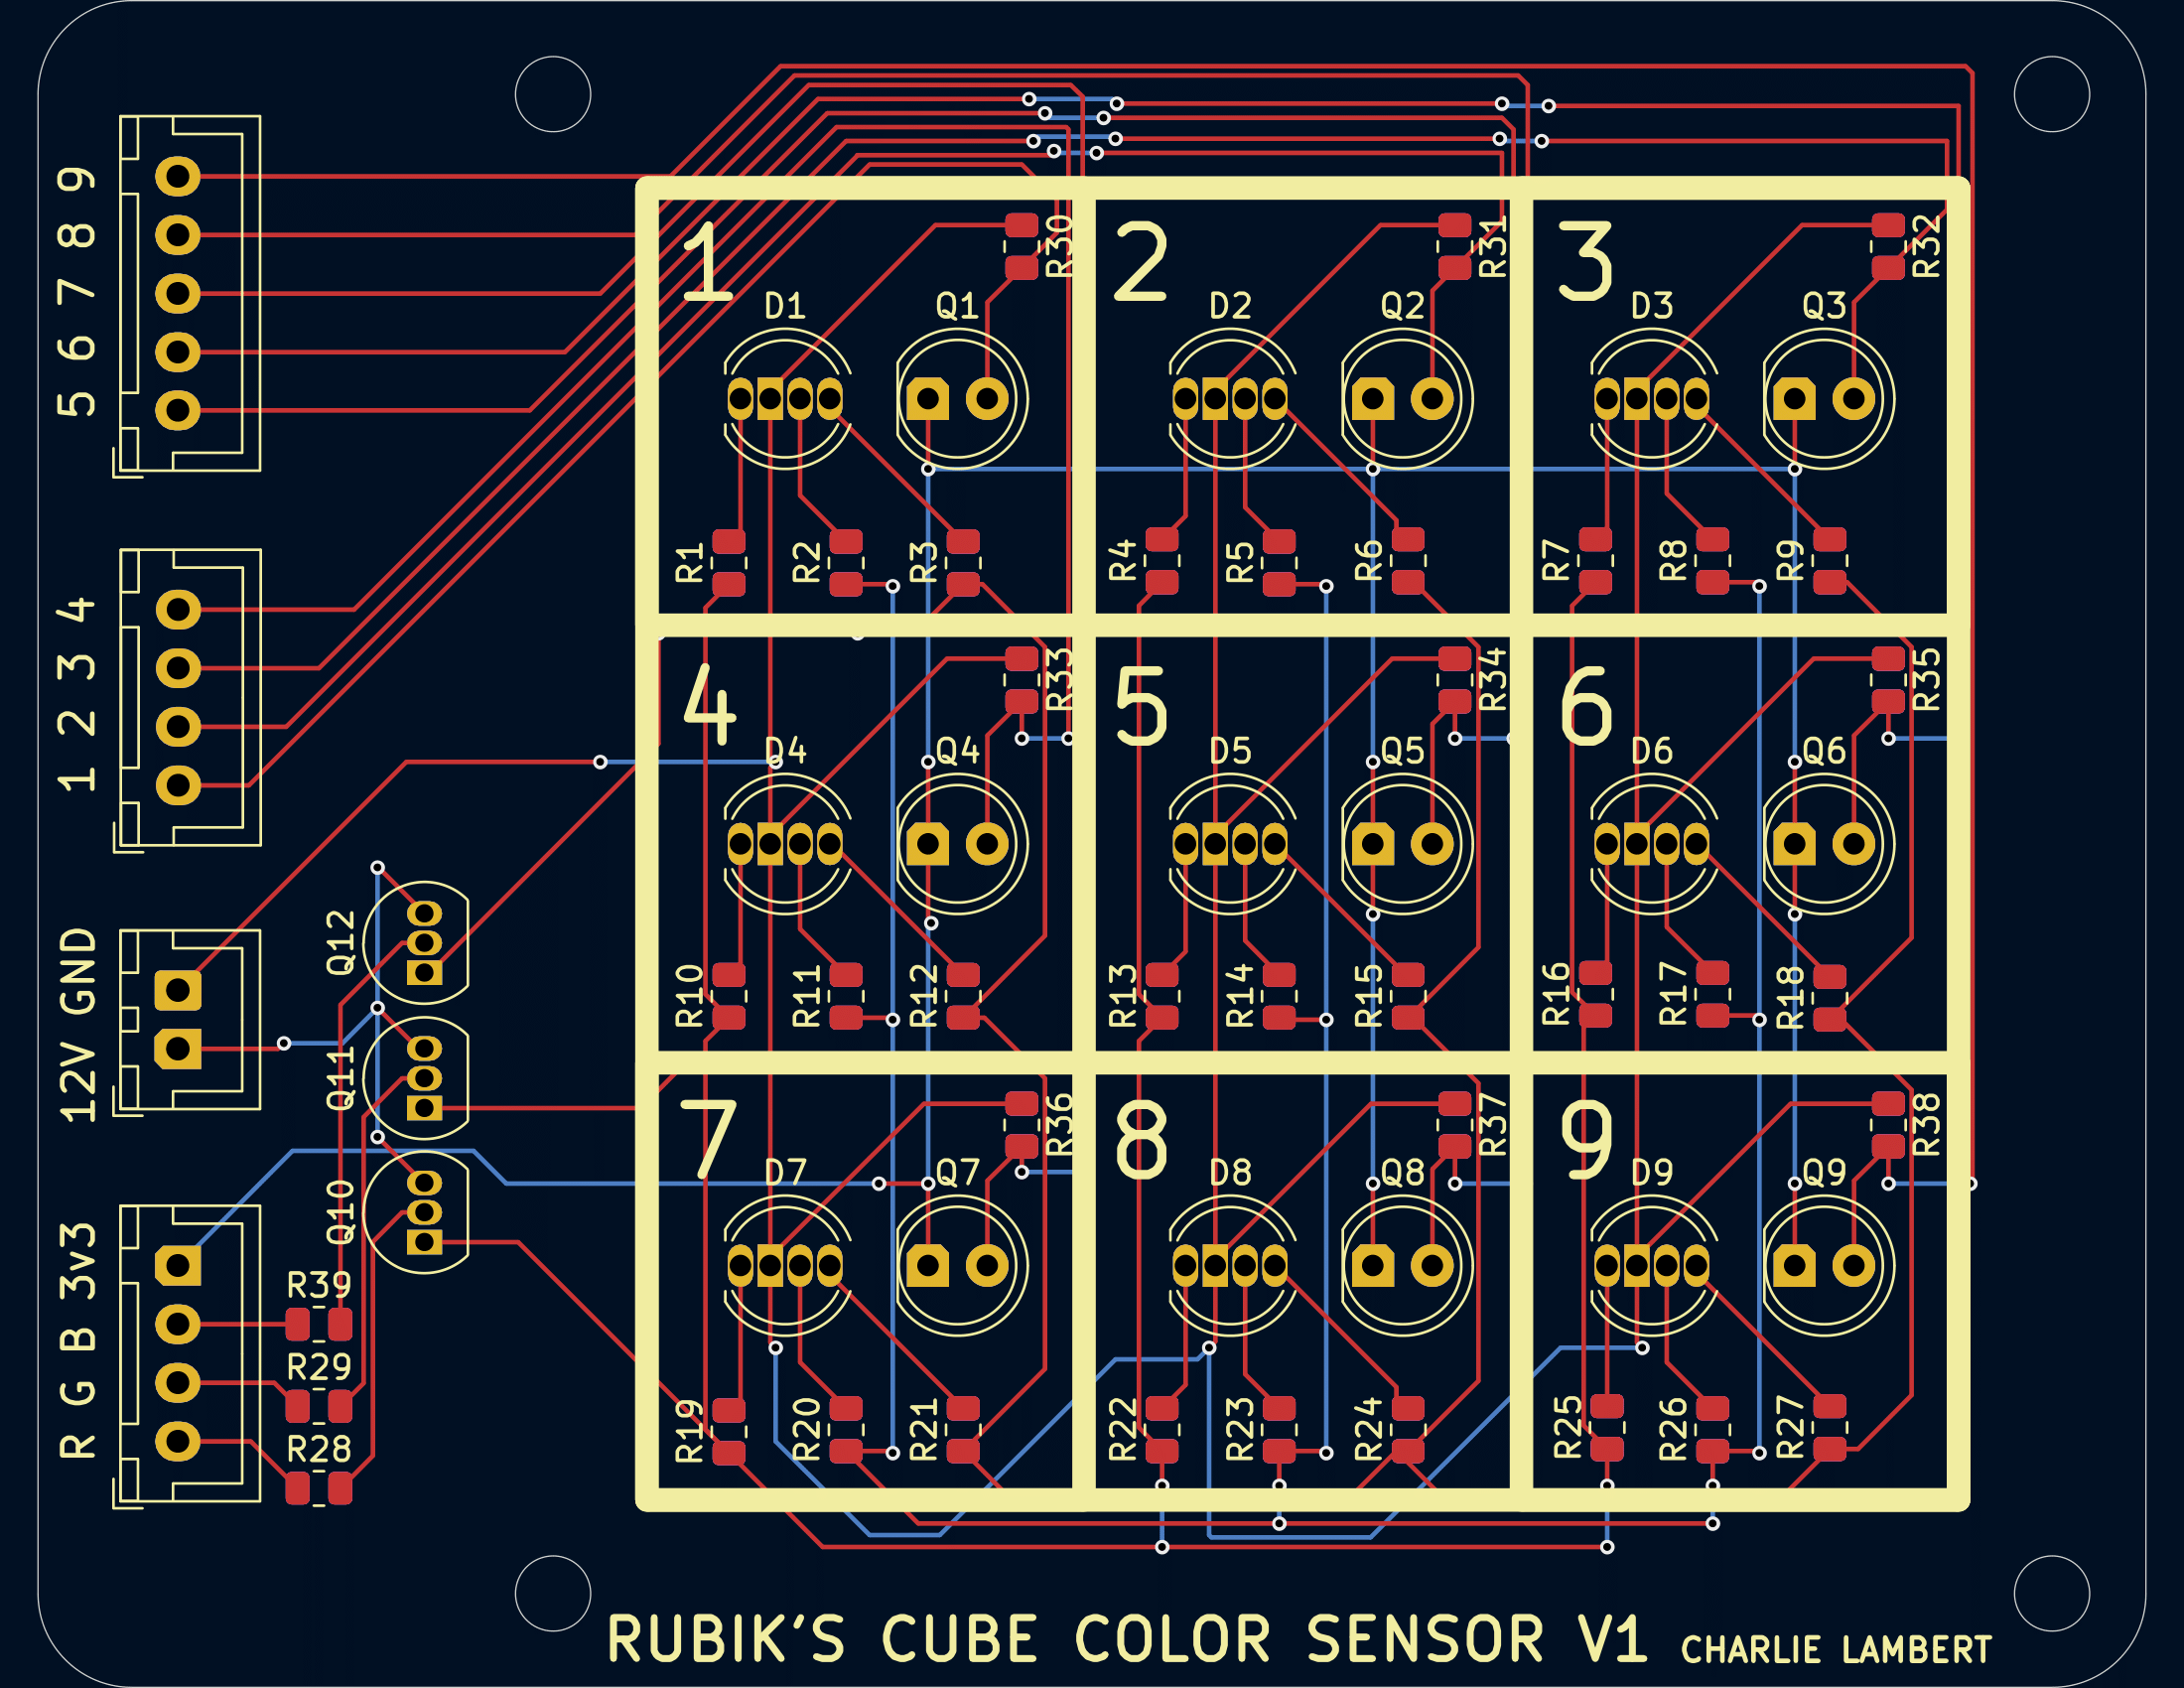 9
8
7
6
5
4
3
2
1
12V GND
R G B 3v3
Q12
Q11
Q10
R39
R29
R28
1
D1
Q1
R30
R1
R2
R3
2
D2
Q2
R31
R4
R5
R6
3
D3
Q3
R32
R7
R8
R9
4
D4
Q4
R33
R10
R11
R12
5
D5
Q5
R34
R13
R14
R15
6
D6
Q6
R35
R16
R17
R18
7
D7
Q7
R36
R19
R20
R21
8
D8
Q8
R37
R22
R23
R24
9
D9
Q9
R38
R25
R26
R27
RUBIK'S CUBE COLOR SENSOR V1 CHARLIE LAMBERT